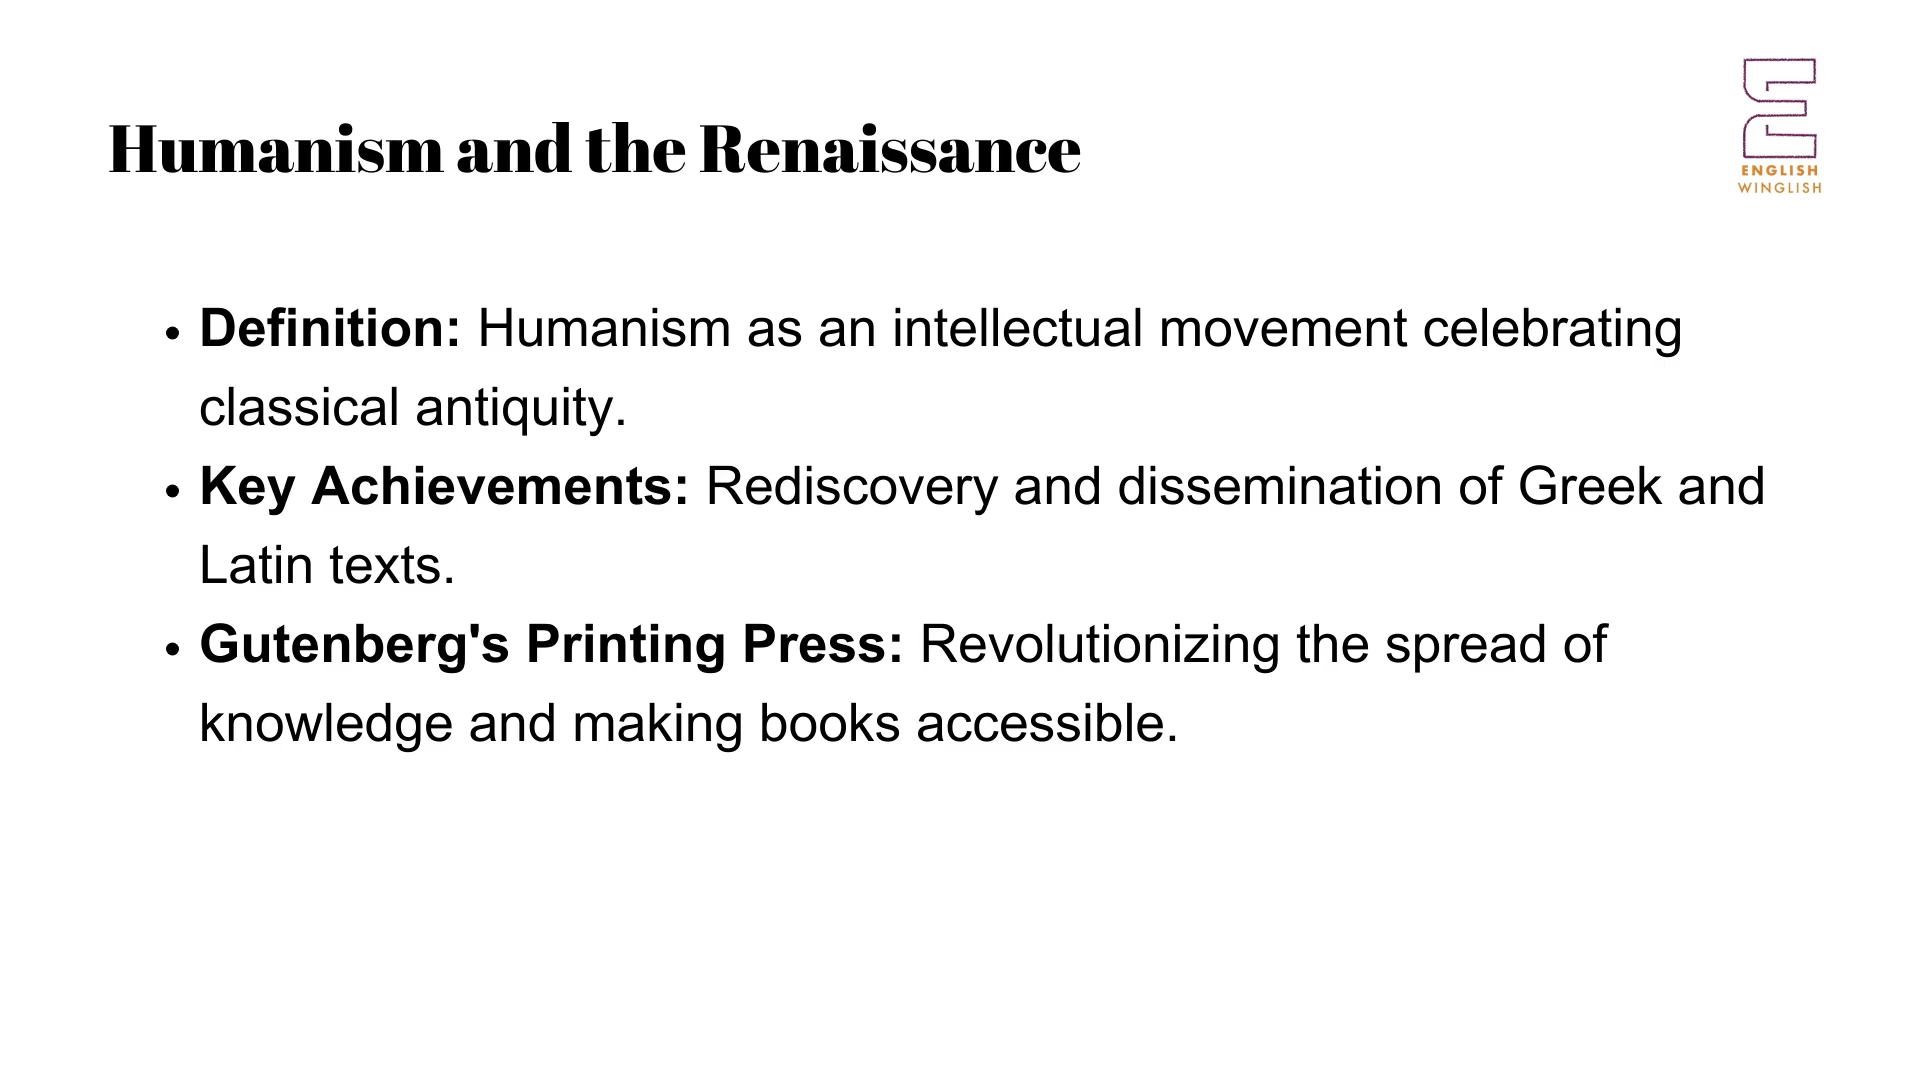 Humanism and the Renaissance
ENGLISH
WINGLISH
• Definition: Humanism as an intellectual movement celebrating
classical antiquity.
• Key Achievements: Rediscovery and dissemination of Greek and
Latin texts.
• Gutenberg's Printing Press: Revolutionizing the spread of
knowledge and making books accessible.